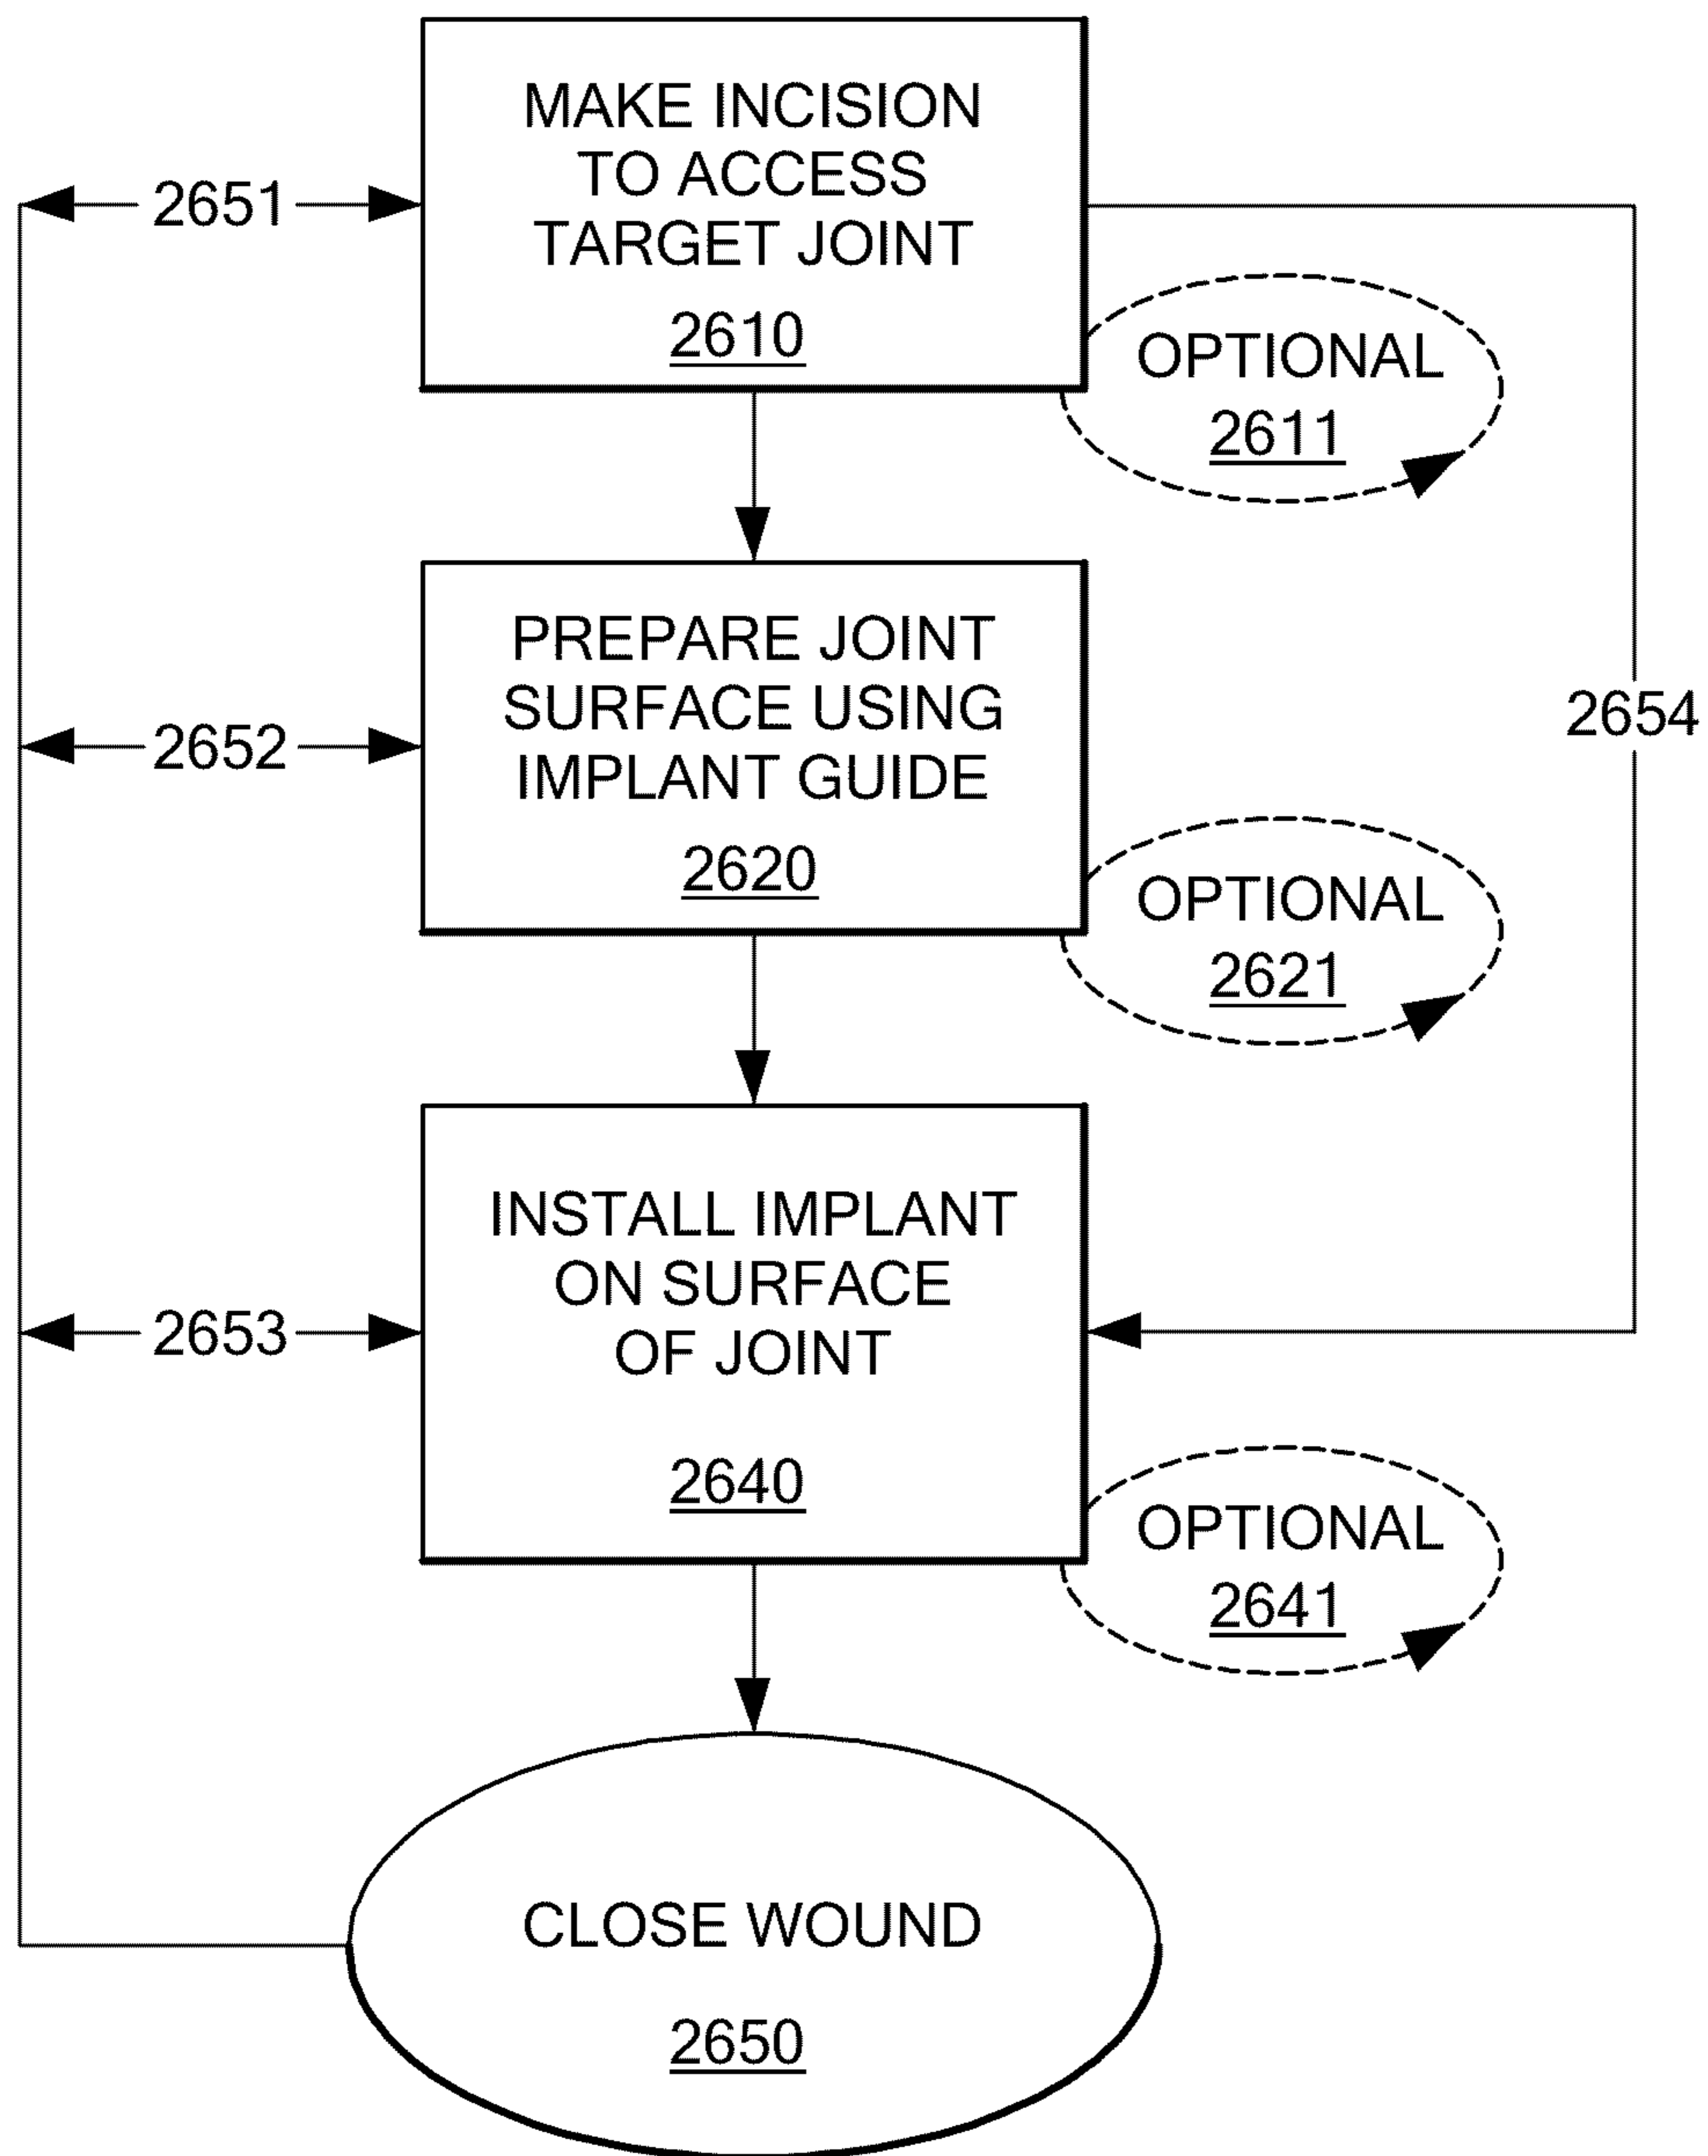 MAKE INCISION
TO ACCESS
TARGET JOINT
2610
2651
OPTIONAL
2611
PREPARE JOINT
SURFACE USING
IMPLANT GUIDE
2620
2652
2654
OPTIONAL
2621
INSTALL IMPLANT
ON SURFACE
OF JOINT
2640
2653
OPTIONAL
2641
CLOSE WOUND
2650